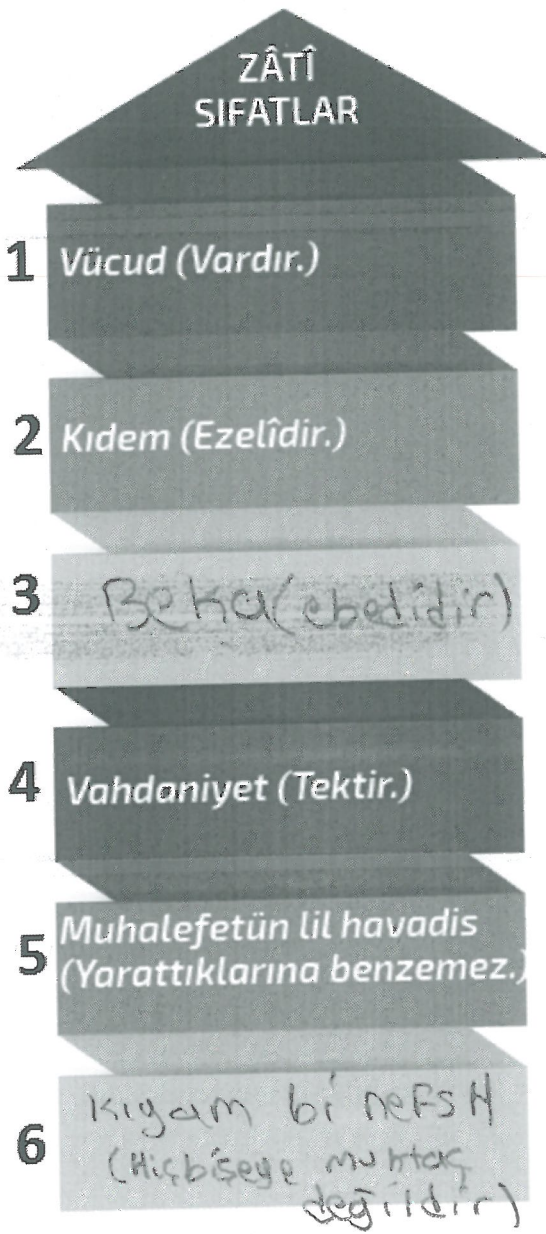 ZÂTÎ
SIFATLAR
1 Vücud (Vardır.)
2 Kıdem (Ezelîdir.)
3 Beka (ebedidir)
4 Vahdaniyet (Tektir.)
5 Muhalefetün lil havadis
(Yarattıklarına benzemez.)
6 Kıyam bi nefsH
(Hiçbişeye muhtaç
değildir)